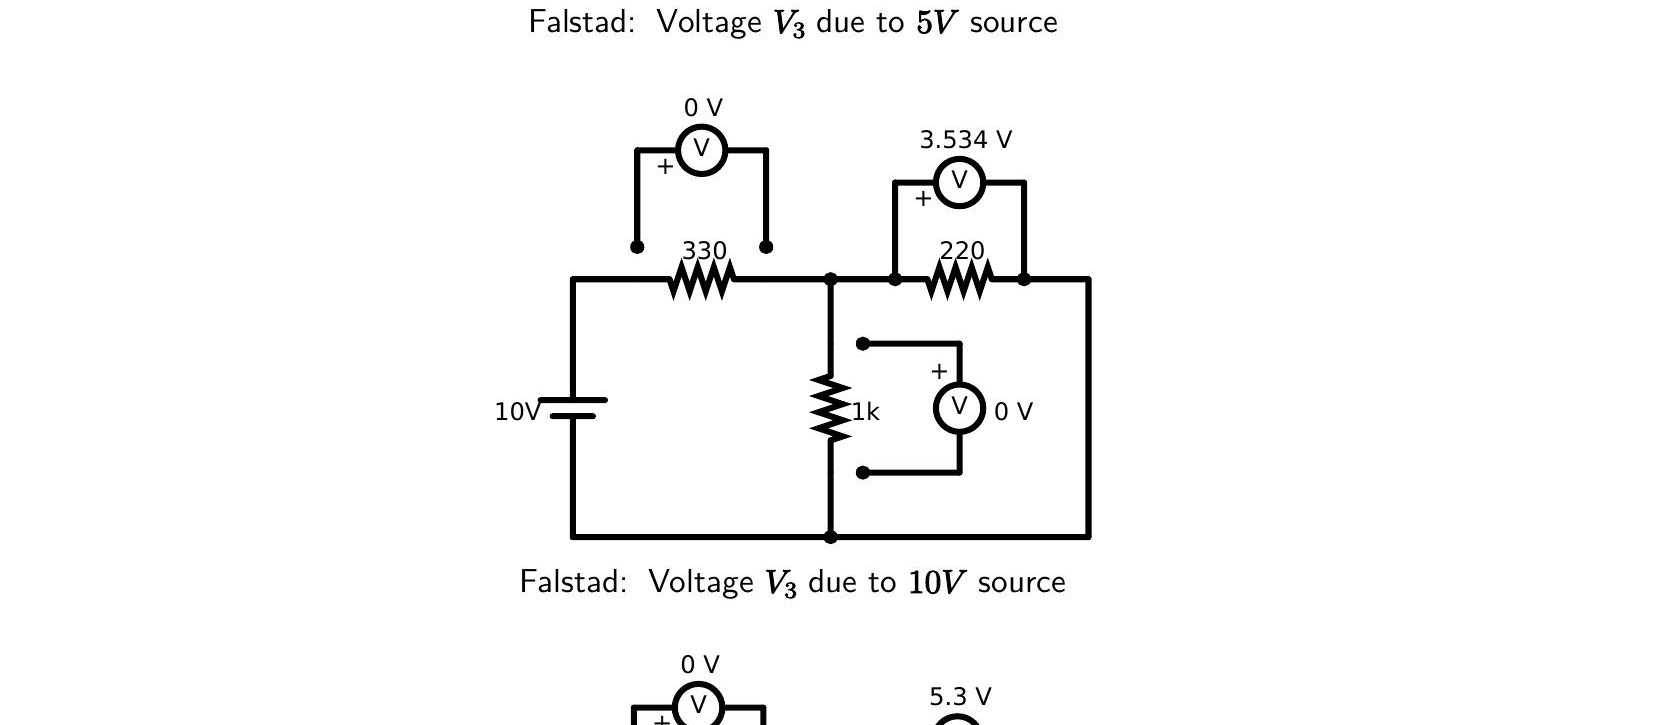 Falstad: Voltage V3 due to 5V source
0 V
V
+
3.534 V
V
+
330
220
+
10V
1k
V
0 V
Falstad: Voltage V3 due to 10V source
0 V
V
+
5.3 V